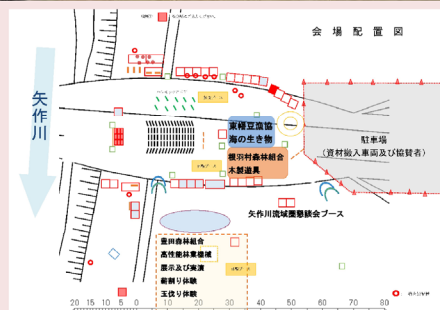 会場配置図
矢作川
東幡豆漁協
海の生き物
根羽村森林組合
木製道具
駐車場
（資材搬入車両及び協賛者）
矢作川流域圏懇談会ブース
豊田森林組合
高性能林業機械
展示及び実演
薪割り体験
玉伐り体験
20 15 10 5 0 10 20 30 40 50 60 70 80